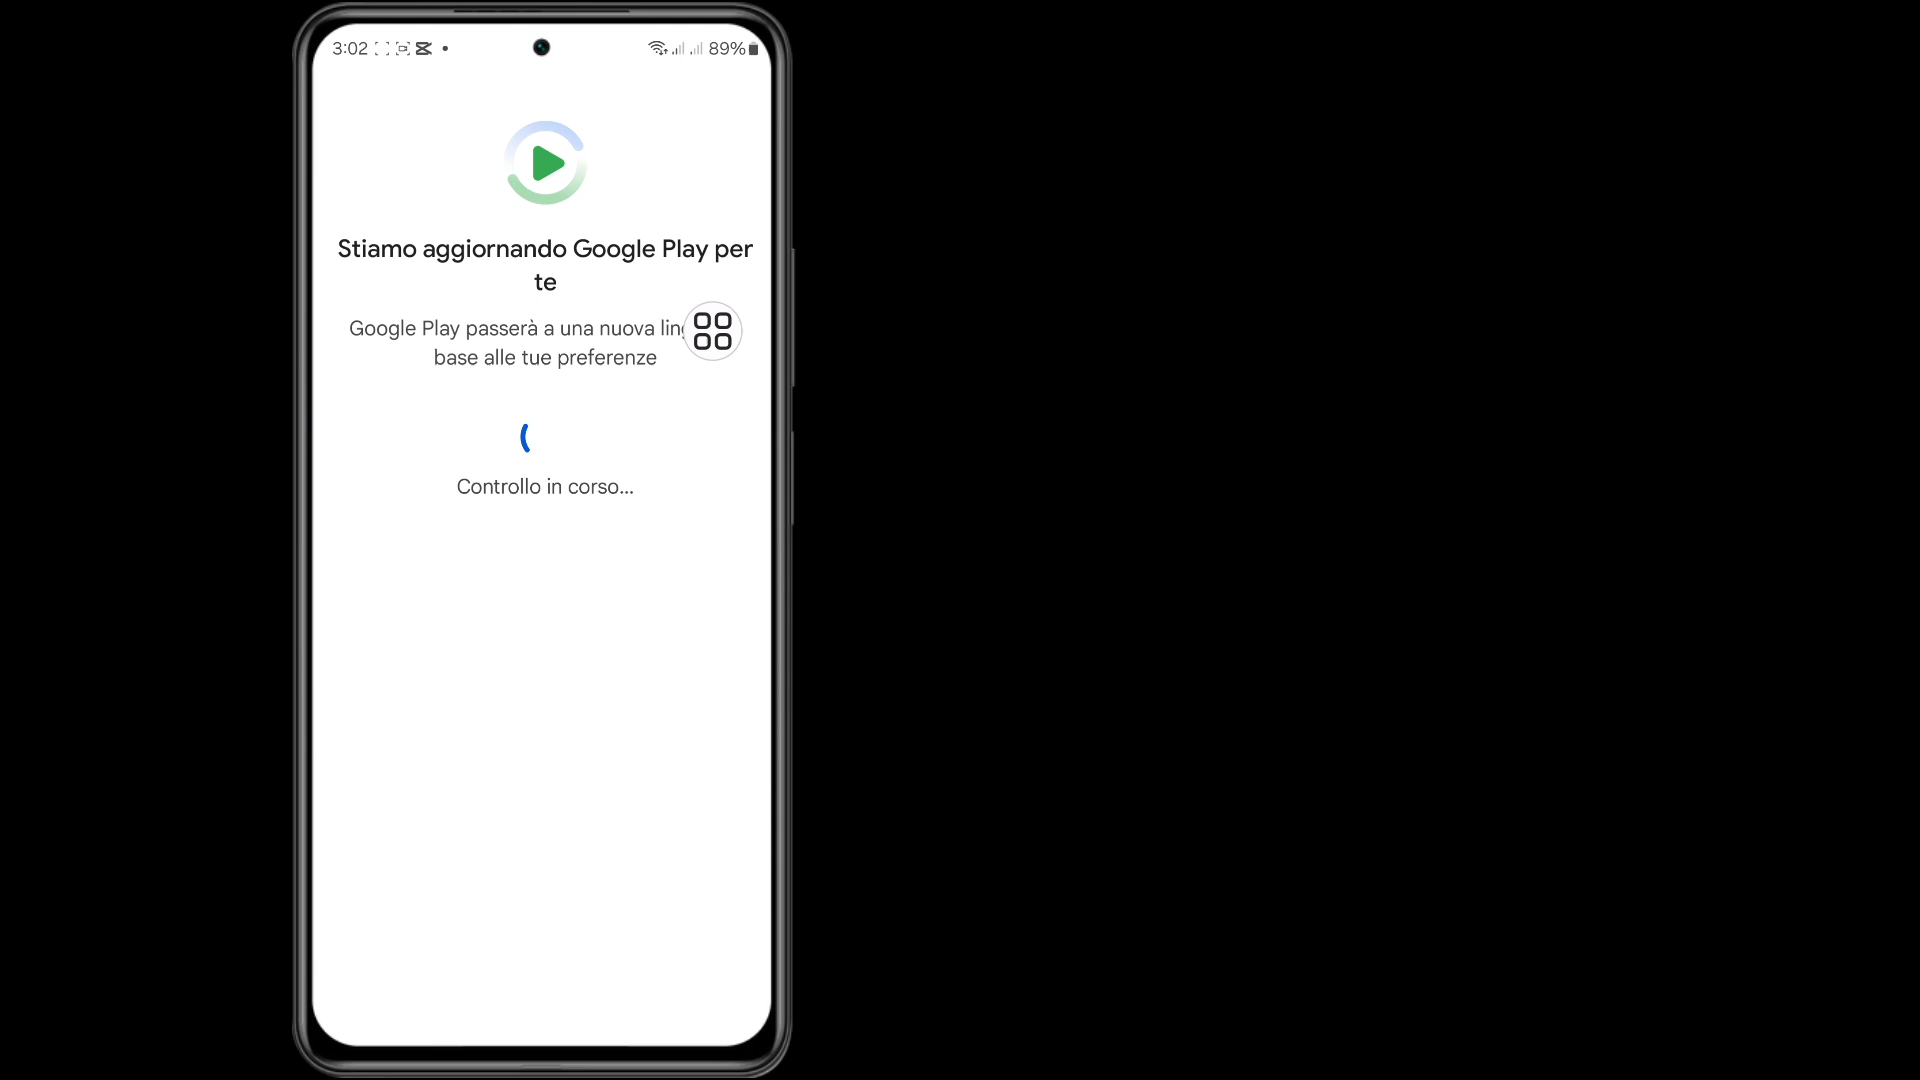 3:02
89%
Stiamo aggiornando Google Play per
te
Google Play passerà a una nuova
base alle tue preferenze
Controllo in corso...